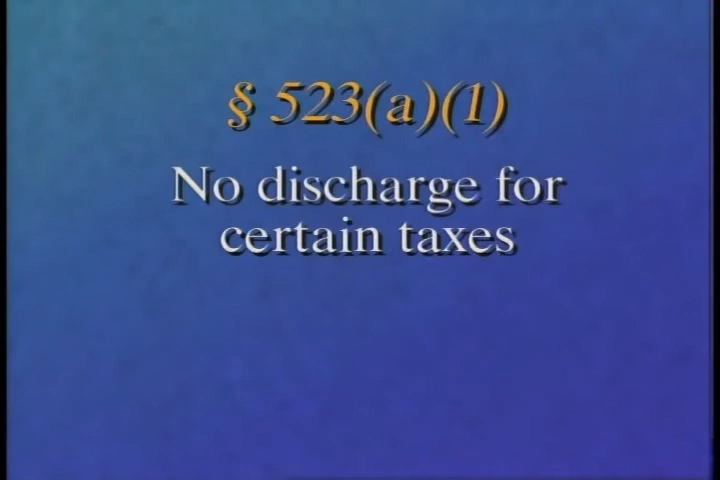 § 523(a)(1)
No discharge for
certain taxes